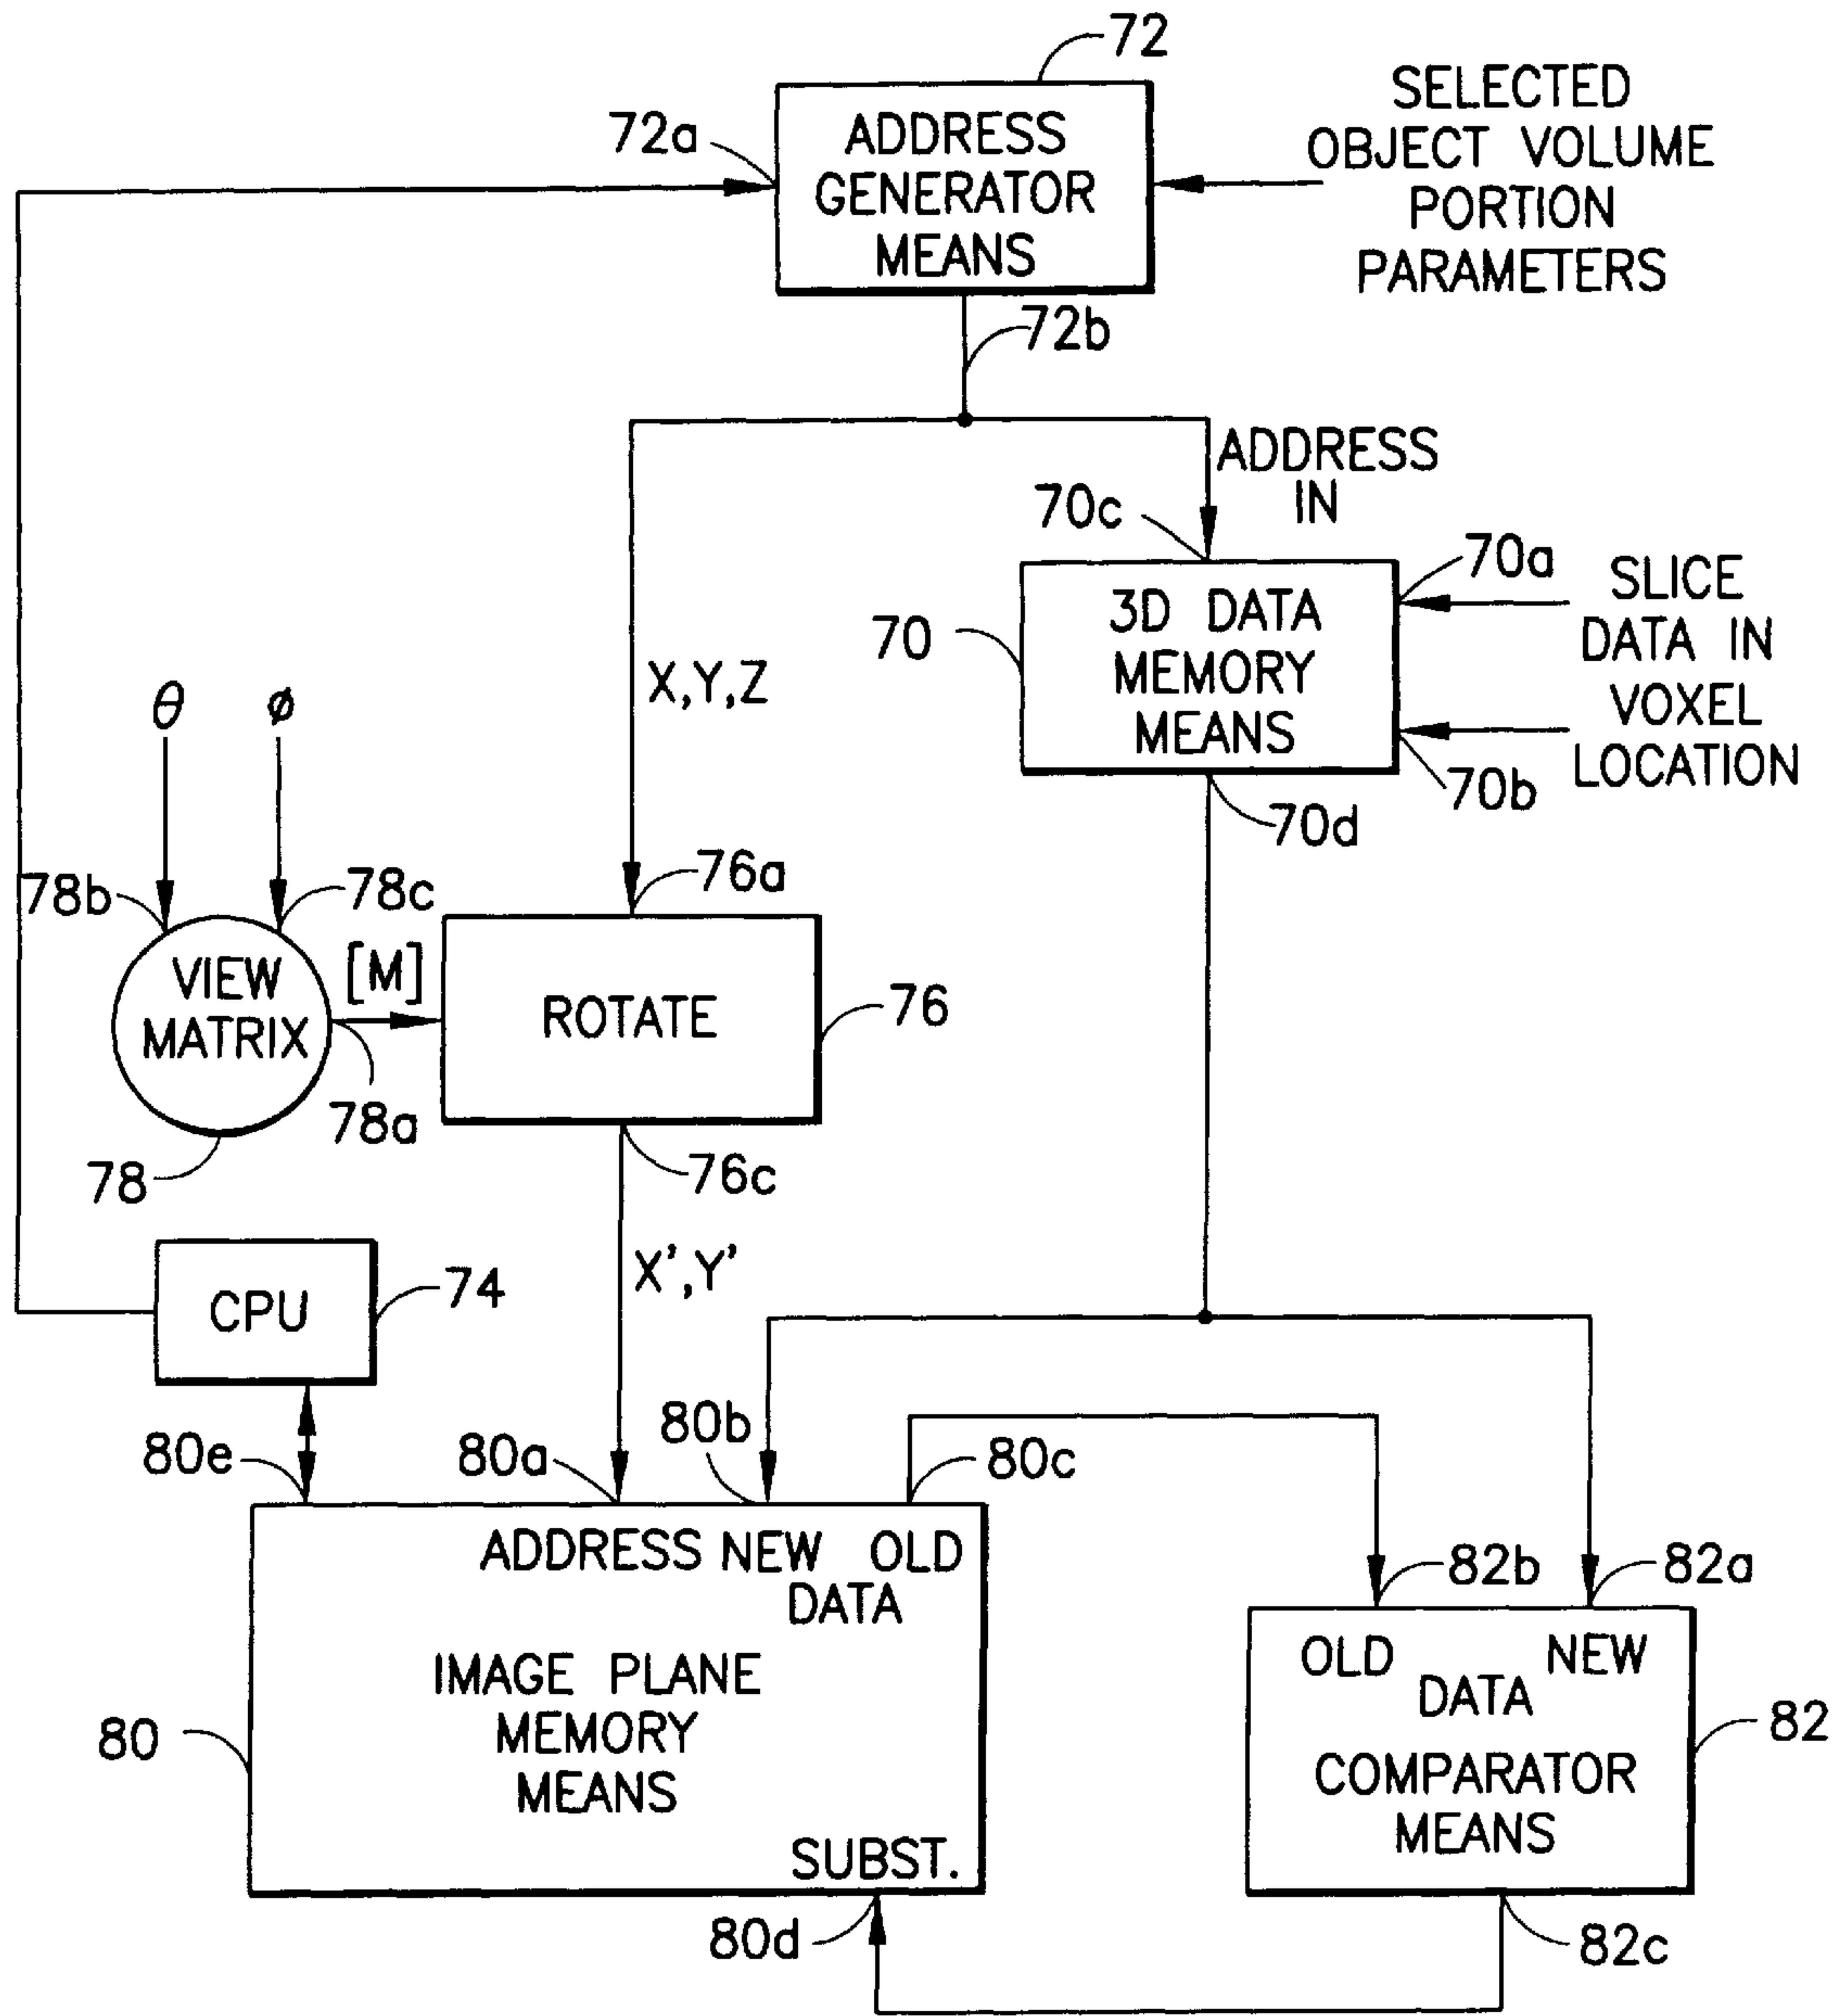 72
72a
ADDRESS
GENERATOR
MEANS
SELECTED
OBJECT VOLUME
PORTION
PARAMETERS
72b
ADDRESS
IN
70c
70a
SLICE
DATA IN
70
3D DATA
MEMORY
MEANS
VOXEL
LOCATION
70b
70d
X,Y,Z
θ
ø
78b
78c
76a
VIEW
MATRIX
[M]
ROTATE
76
78a
78
76c
X',Y'
CPU
74
80e
80a
80b
80c
ADDRESS NEW OLD
DATA
82b
82a
IMAGE PLANE
MEMORY
MEANS
80
OLD NEW
DATA
COMPARATOR
MEANS
82
SUBST.
80d
82c